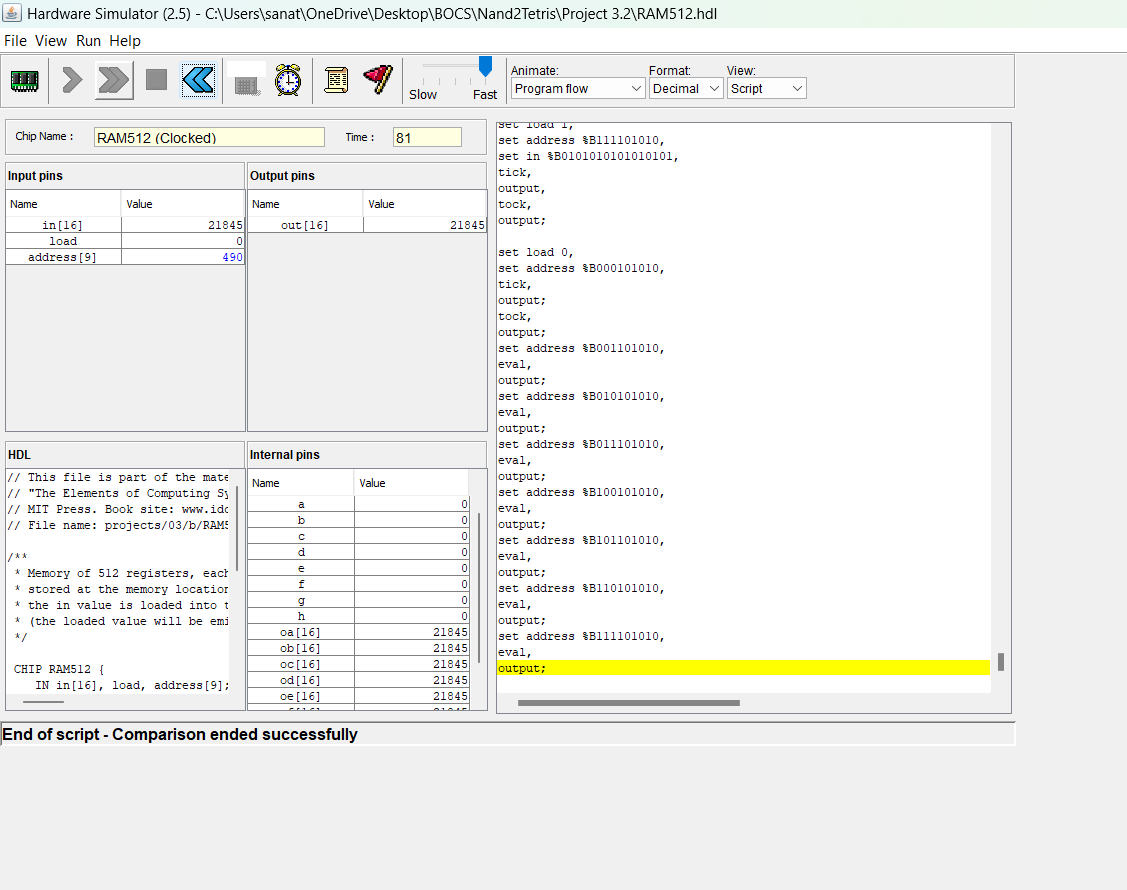 Hardware Simulator (2.5) - C:\Users\sanat\OneDrive\Desktop\BOCS\Nand2Tetris\Project 3.2\RAM512.hdl
File View Run Help
Slow Fast
Animate: Format: View:
Program flow Decimal Script
Chip Name : RAM512 (Clocked) Time : 81
Input pins
Name Value
in[16] 21845
load 0
address[9] 490
Output pins
Name Value
out[16] 21845
HDL
// This file is part of the mate
// "The Elements of Computing Sy
// MIT Press. Book site: www.idc
// File name: projects/03/b/RAM5
/**
* Memory of 512 registers, each
* stored at the memory location
* the in value is loaded into t
* (the loaded value will be emi
*/
CHIP RAM512 {
IN in[16], load, address[9];
Internal pins
Name Value
a 0
b 0
c 0
d 0
e 0
f 0
g 0
h 0
oa[16] 21845
ob[16] 21845
oc[16] 21845
od[16] 21845
oe[16] 21845
set load 1,
set address %B111101010,
set in %B0101010101010101,
tick,
output,
tock,
output;
set load 0,
set address %B000101010,
tick,
output;
tock,
output;
set address %B001101010,
eval,
output;
set address %B010101010,
eval,
output;
set address %B011101010,
eval,
output;
set address %B100101010,
eval,
output;
set address %B101101010,
eval,
output;
set address %B110101010,
eval,
output;
set address %B111101010,
eval,
output;
End of script - Comparison ended successfully